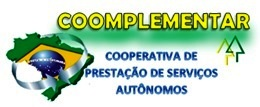 COOMPLEMENTAR
COOPERATIVA DE
PRESTAÇÃO DE SERVIÇOS
AUTÔNOMOS